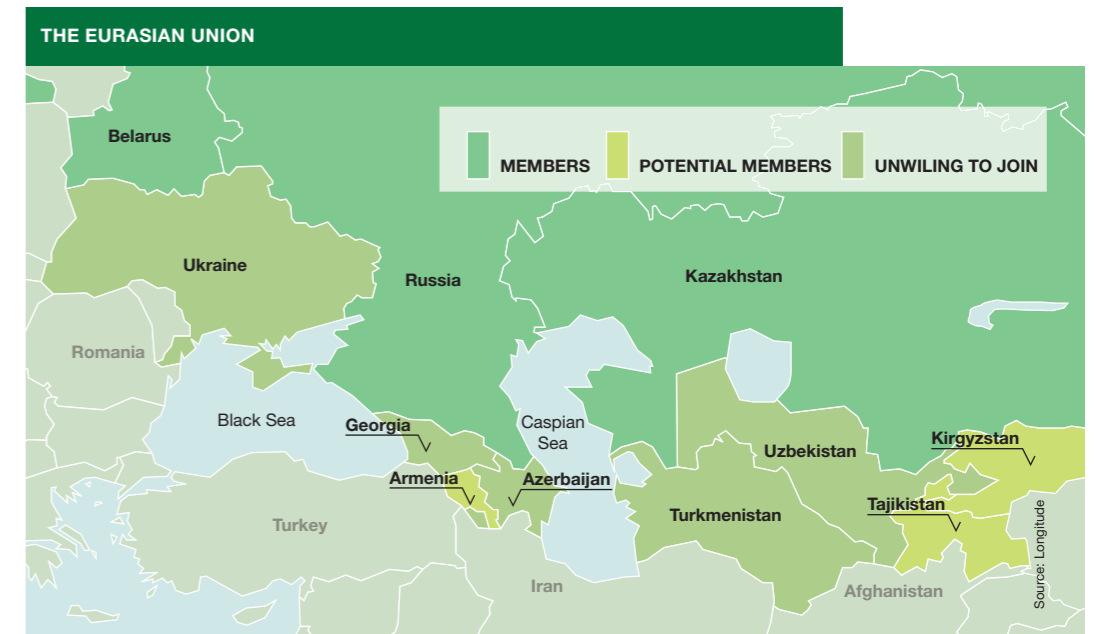 THE EURASIAN UNION
Belarus
MEMBERS
POTENTIAL MEMBERS
UNWILING TO JOIN
Ukraine
Russia
Kazakhstan
Romania
Black Sea
Georgia
Caspian
Sea
Uzbekistan
Kirgyzstan
Armenia
Azerbaijan
Turkmenistan
Tajikistan
Turkey
Iran
Afghanistan
Source: Longitude